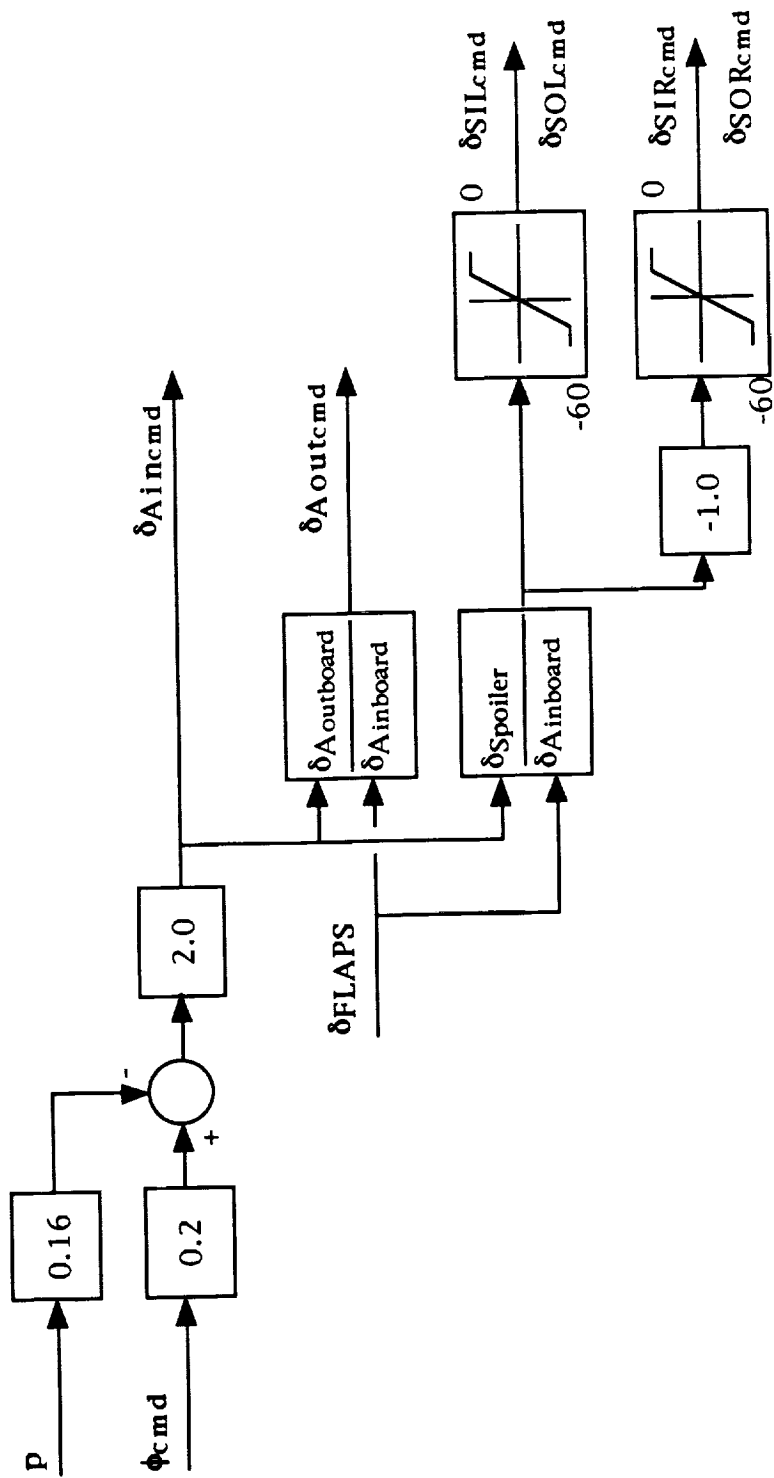 p
0.16
-
ϕcmd
0.2
+
2.0
δAincmd
δFLAPS
δAoutboard
δAinboard
δAoutcmd
δSpoiler
δAinboard
-1.0
0
-60
δSILcmd
δSOLcmd
0
-60
δSIRcmd
δSORcmd